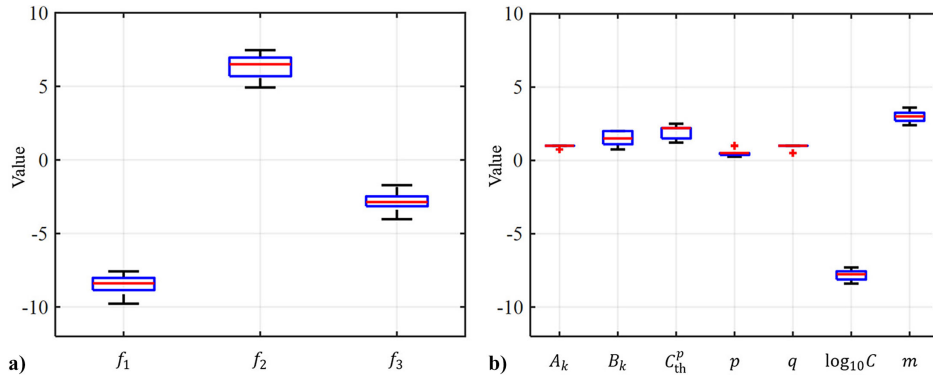 10
5
0
-5
-10
Value
a)
f₁ f₂ f₃
10
5
0
-5
-10
Value
b)
Aₖ Bₖ Cᵖₜₕ p q log₁₀C m